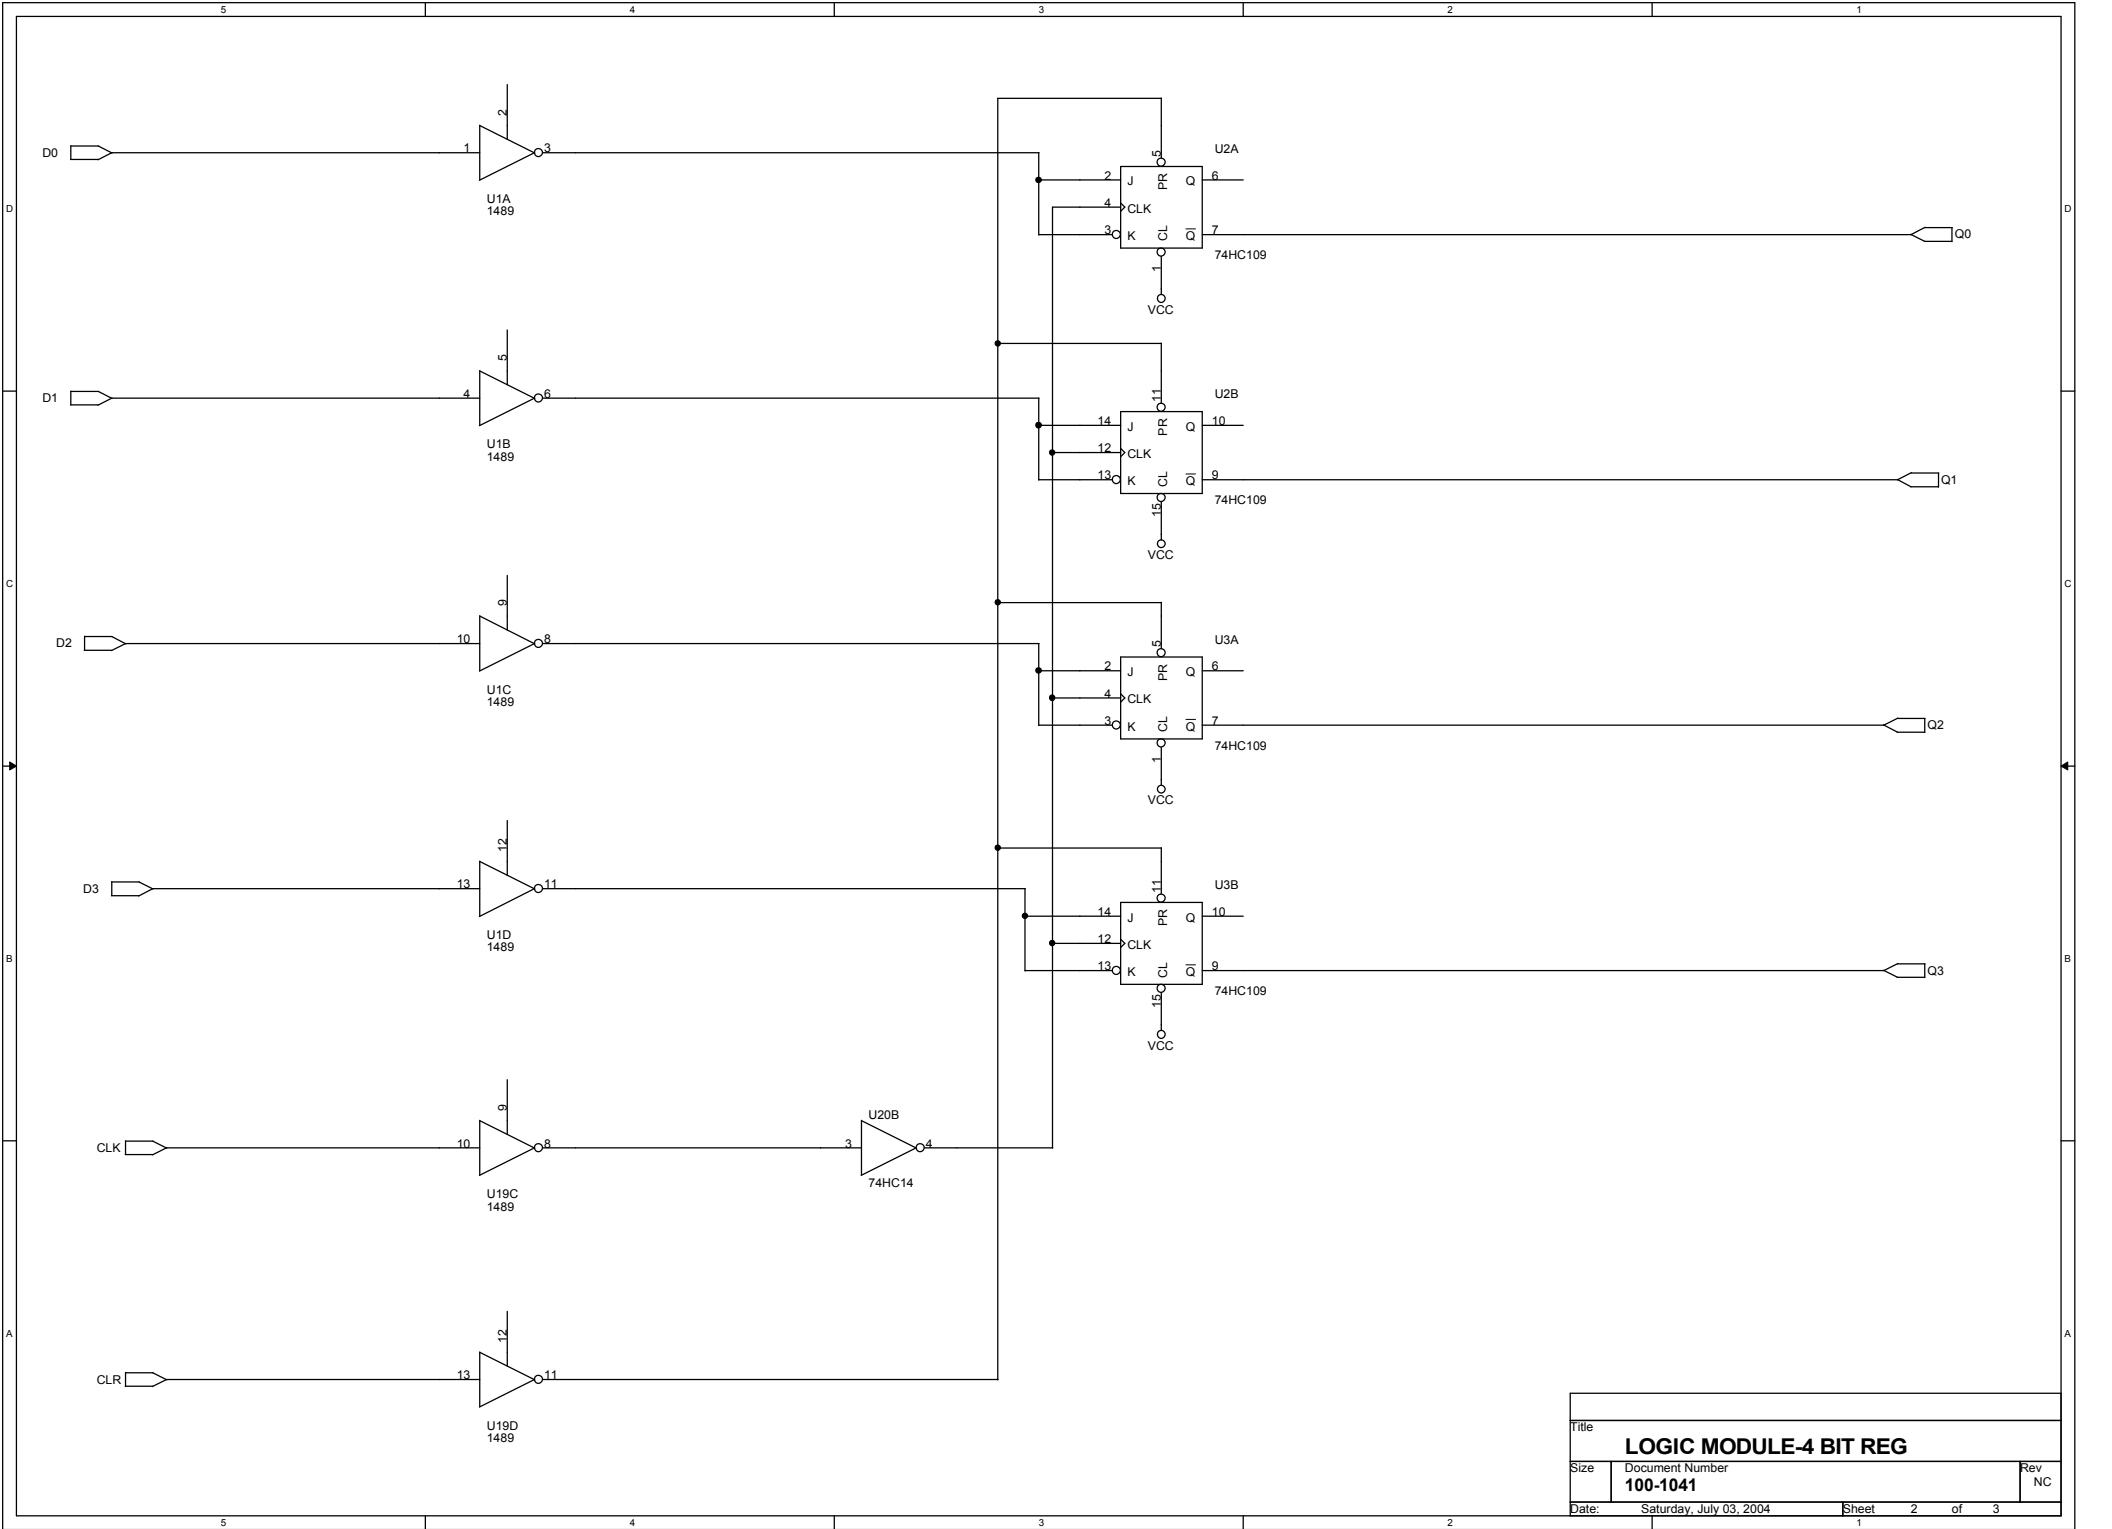 5 4 3 2 1
D D
C C
B B
A A
D0
1
2
3
U1A
1489
U2A
5
2 J PR Q 6
4 CLK
3 K CL Q̅ 7
74HC109
1
VCC
Q0
D1
4
5
6
U1B
1489
U2B
11
14 J PR Q 10
12 CLK
13 K CL Q̅ 9
74HC109
15
VCC
Q1
D2
10
9
8
U1C
1489
U3A
5
2 J PR Q 6
4 CLK
3 K CL Q̅ 7
74HC109
1
VCC
Q2
D3
13
12
11
U1D
1489
U3B
11
14 J PR Q 10
12 CLK
13 K CL Q̅ 9
74HC109
15
VCC
Q3
CLK
10
9
8
U19C
1489
U20B
3 4
74HC14
CLR
13
12
11
U19D
1489
Title
LOGIC MODULE-4 BIT REG
Size Document Number Rev
100-1041 NC
Date: Saturday, July 03, 2004 Sheet 2 of 3
5 4 3 2 1